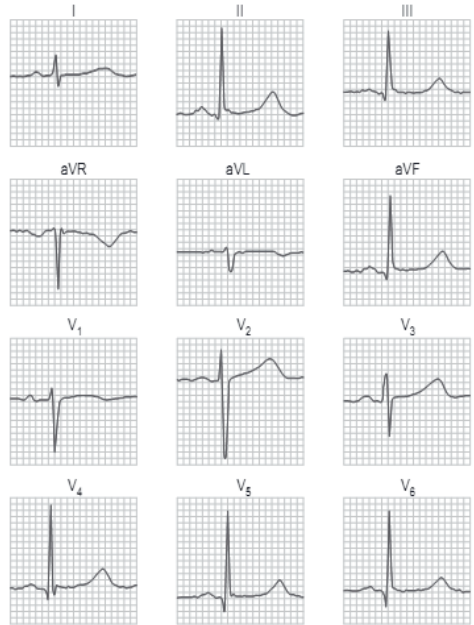 I II III
aVR aVL aVF
V₁ V₂ V₃
V₄ V₅ V₆